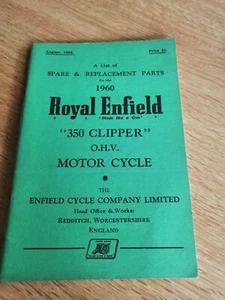 A List of
SPARE & REPLACEMENT PARTS
for the
1960
Royal Enfield
"Made like a Gun"
"350 CLIPPER"
O.H.V.
MOTOR CYCLE
THE
ENFIELD CYCLE COMPANY LIMITED
Head Office & Works:
REDDITCH, WORCESTERSHIRE
ENGLAND